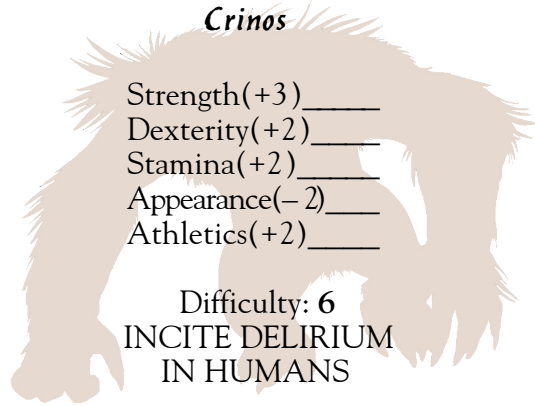 Crinos
Strength(+3)_____
Dexterity(+2)_____
Stamina(+2)______
Appearance(–2)____
Athletics(+2)_____
Difficulty: 6
INCITE DELIRIUM
IN HUMANS